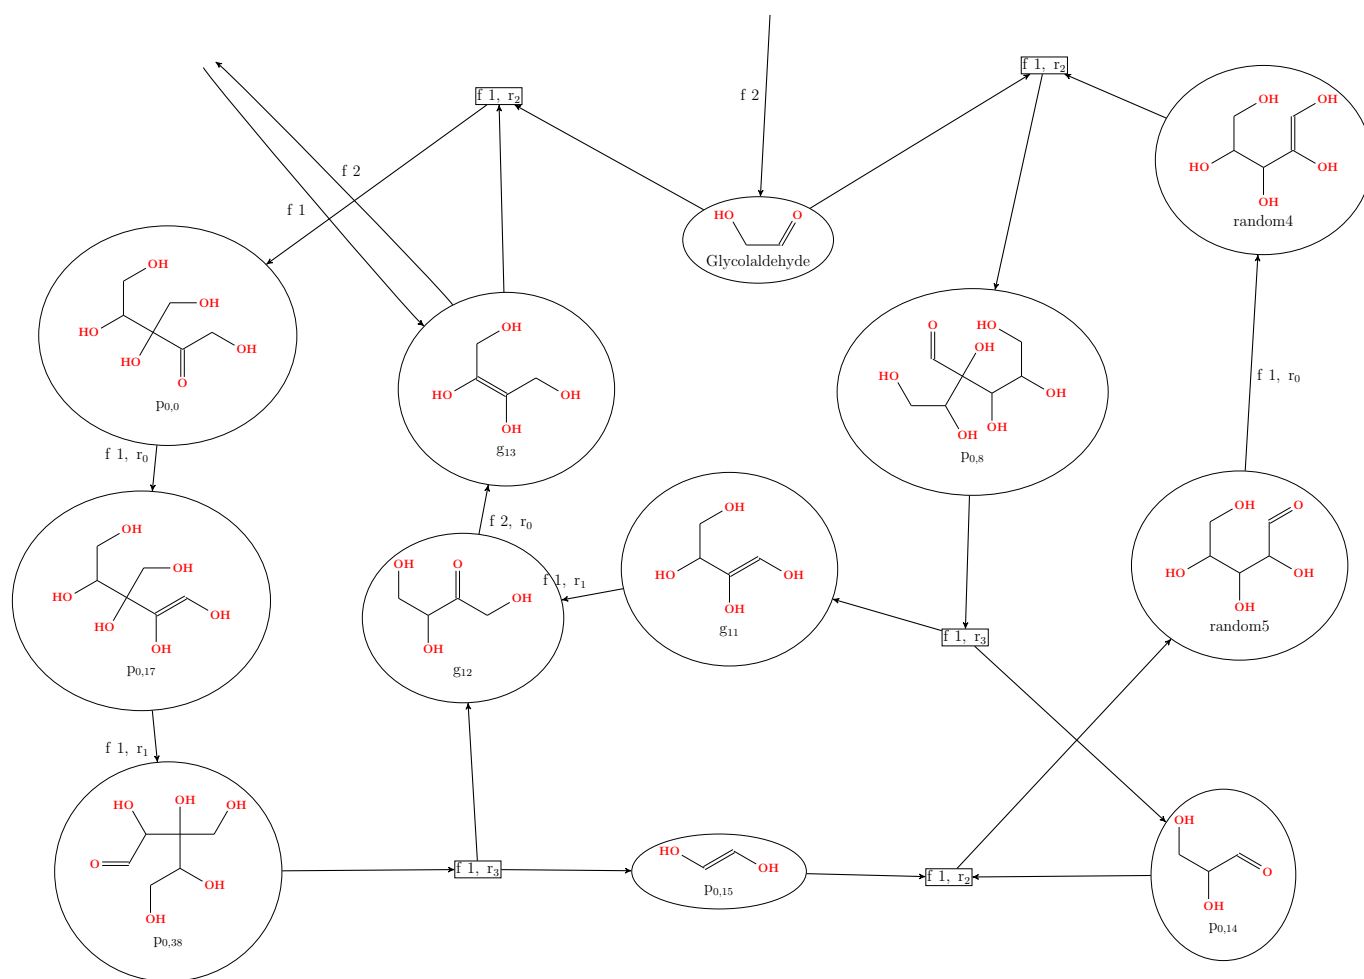 f 1, r2
f 1, r2
OH
OH
HO
OH
OH
random4
f 2
f 2
f 1
HO
O
Glycolaldehyde
OH
OH
HO
HO
OH
O
p0,0
OH
HO
OH
OH
g13
O
HO
OH
HO
OH
OH
OH
p0,8
f 1, r0
f 1, r0
OH
OH
HO
HO
OH
OH
p0,17
f 2, r0
OH
O
OH
OH
g12
f 1, r1
OH
HO
OH
OH
g11
f 1, r3
OH
O
HO
OH
OH
random5
f 1, r1
HO
OH
OH
O
OH
OH
p0,38
f 1, r3
HO
OH
p0,15
f 1, r2
OH
O
OH
p0,14